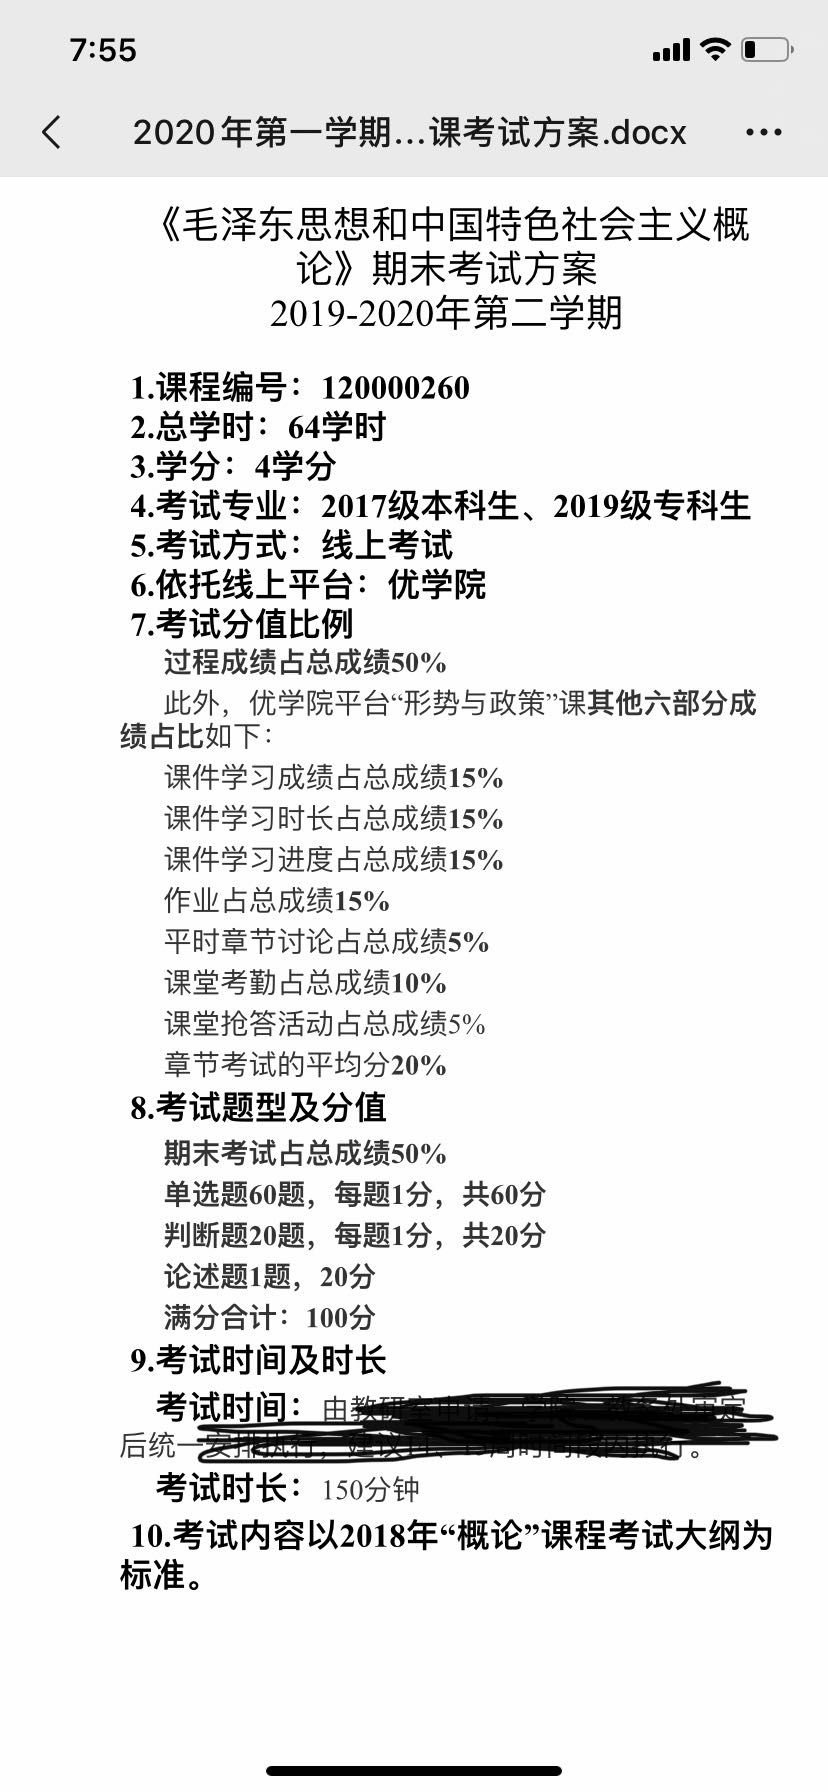 7:55
2020年第一学期...课考试方案.docx
《毛泽东思想和中国特色社会主义概
论》期末考试方案
2019-2020年第二学期
1.课程编号：120000260
2.总学时：64学时
3.学分：4学分
4.考试专业：2017级本科生、2019级专科生
5.考试方式：线上考试
6.依托线上平台：优学院
7.考试分值比例
过程成绩占总成绩50%
此外，优学院平台“形势与政策”课其他六部分成
绩占比如下：
课件学习成绩占总成绩15%
课件学习时长占总成绩15%
课件学习进度占总成绩15%
作业占总成绩15%
平时章节讨论占总成绩5%
课堂考勤占总成绩10%
课堂抢答活动占总成绩5%
章节考试的平均分20%
8.考试题型及分值
期末考试占总成绩50%
单选题60题，每题1分，共60分
判断题20题，每题1分，共20分
论述题1题，20分
满分合计：100分
9.考试时间及时长
考试时间：由教研室申请，
后统一安排执行，建议
考试时长：150分钟
10.考试内容以2018年“概论”课程考试大纲为
标准。